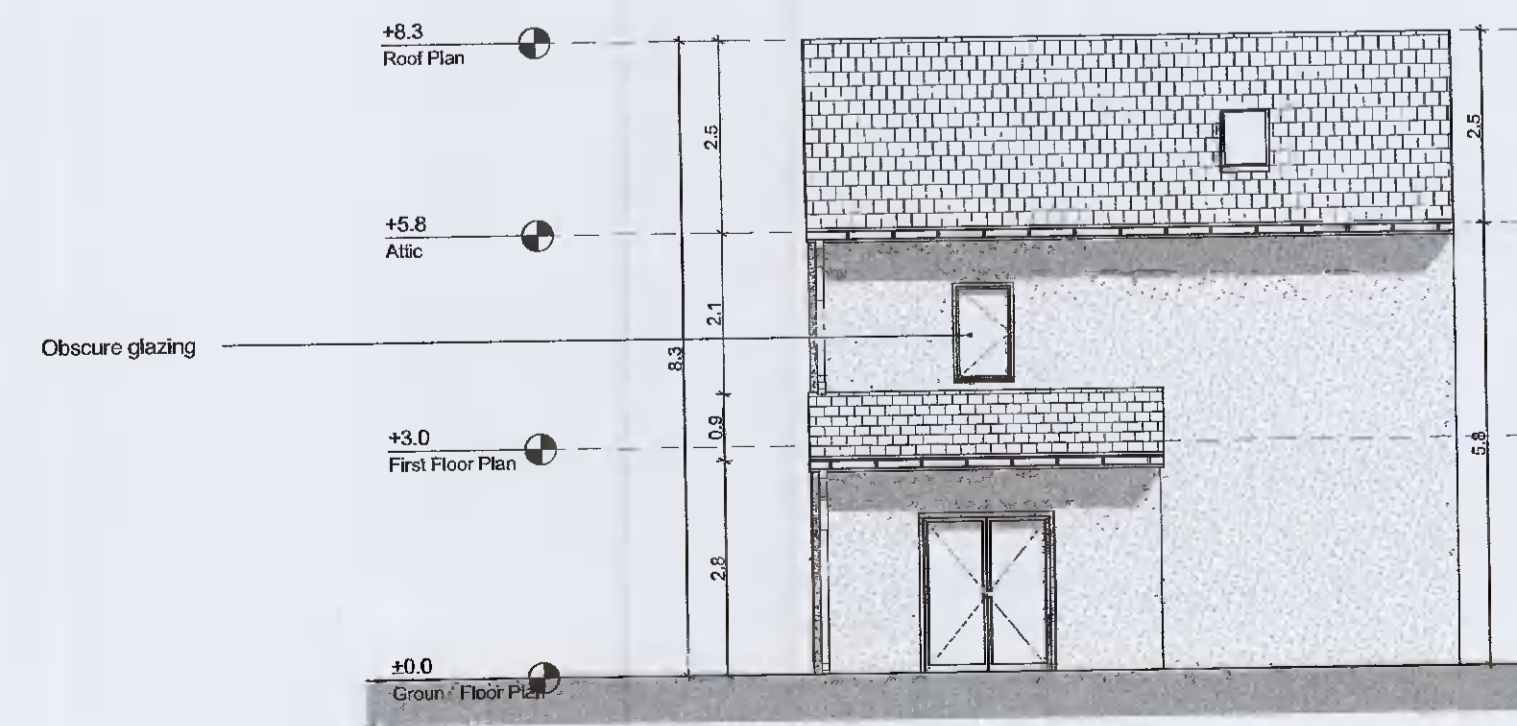 +8.3
Roof Plan
2.5
2.5
+5.8
Attic
2.1
Obscure glazing
8.3
0.9
+3.0
First Floor Plan
5.8
2.8
±0.0
Groun Floor Plan